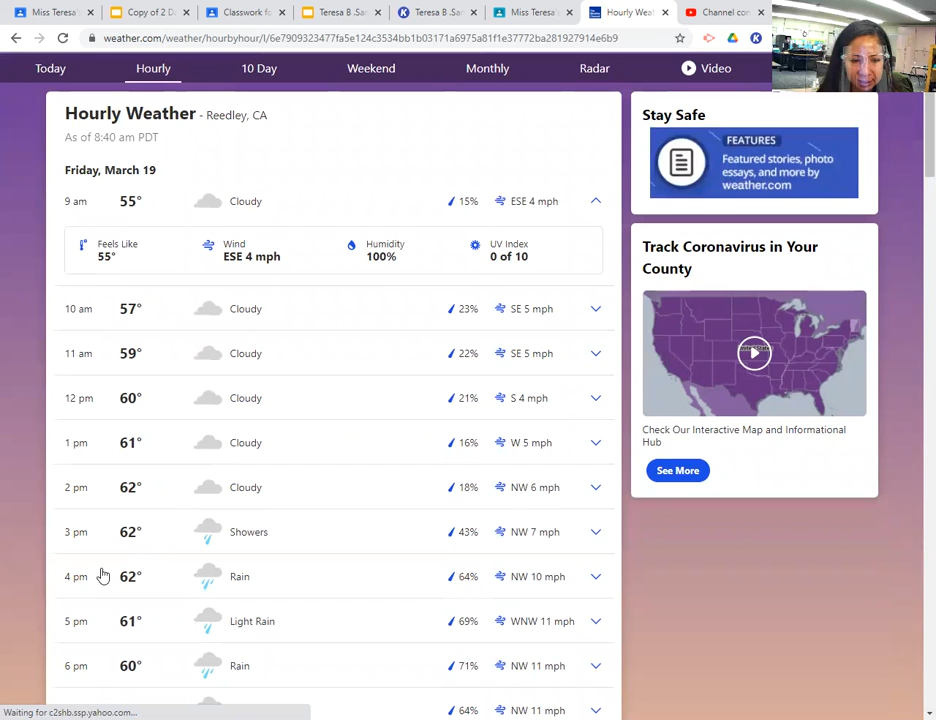 Miss Teresa'
Copy of 2 D
Classwork fo
Teresa B .Sa
Teresa B .San
Miss Teresa'
Hourly Weat
Channel con
weather.com/weather/hourbyhour/l/6e7909323477fa5e124c3534bb1b03171a6975a81f1e37772ba281927914e6b9
Today
Hourly
10 Day
Weekend
Monthly
Radar
Video
Hourly Weather - Reedley, CA
As of 8:40 am PDT
Friday, March 19
9 am 55° Cloudy 15% ESE 4 mph
Feels Like Wind Humidity UV Index
55° ESE 4 mph 100% 0 of 10
10 am 57° Cloudy 23% SE 5 mph
11 am 59° Cloudy 22% SE 5 mph
12 pm 60° Cloudy 21% S 4 mph
1 pm 61° Cloudy 16% W 5 mph
2 pm 62° Cloudy 18% NW 6 mph
3 pm 62° Showers 43% NW 7 mph
4 pm 62° Rain 64% NW 10 mph
5 pm 61° Light Rain 69% WNW 11 mph
6 pm 60° Rain 71% NW 11 mph
64% NW 11 mph
Stay Safe
FEATURES
Featured stories, photo
essays, and more by
weather.com
Track Coronavirus in Your
County
Check Our Interactive Map and Informational
Hub
See More
Waiting for c2shb.ssp.yahoo.com...